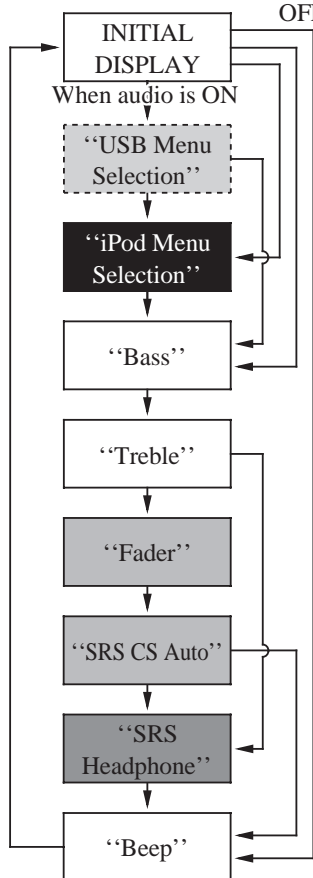 OF
INITIAL
DISPLAY
When audio is ON
‘‘USB Menu
Selection’’
‘‘iPod Menu
Selection’’
‘‘Bass’’
‘‘Treble’’
‘‘Fader’’
‘‘SRS CS Auto’’
‘‘SRS
Headphone’’
‘‘Beep’’